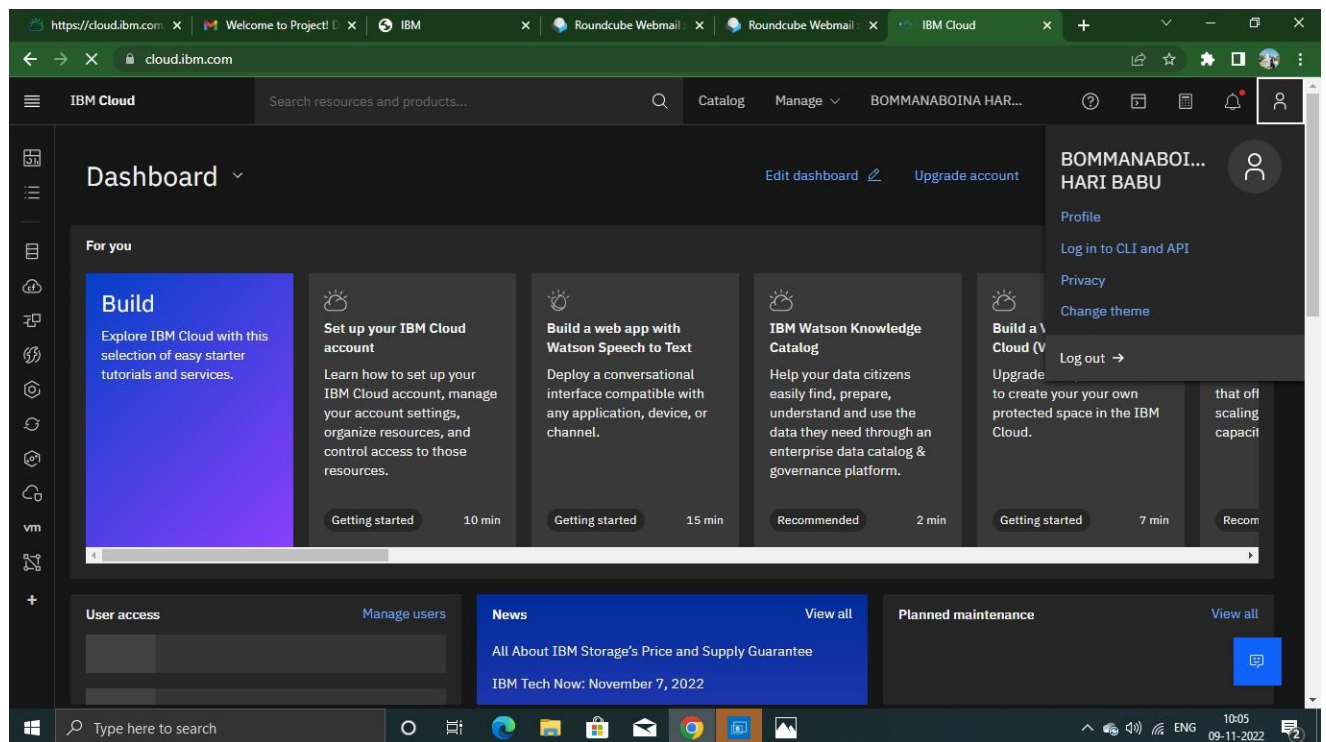 https://cloud.ibm.com
Welcome to Project! D
IBM
Roundcube Webmail :
Roundcube Webmail :
IBM Cloud
cloud.ibm.com
IBM Cloud
Search resources and products...
Catalog
Manage
BOMMANABOINA HAR...
BOMMANABOI...
HARI BABU
Profile
Log in to CLI and API
Privacy
Change theme
Log out →
Dashboard
Edit dashboard
Upgrade account
For you
Build
Explore IBM Cloud with this
selection of easy starter
tutorials and services.
Set up your IBM Cloud
account
Learn how to set up your
IBM Cloud account, manage
your account settings,
organize resources, and
control access to those
resources.
Getting started
10 min
Build a web app with
Watson Speech to Text
Deploy a conversational
interface compatible with
any application, device, or
channel.
Getting started
15 min
IBM Watson Knowledge
Catalog
Help your data citizens
easily find, prepare,
understand and use the
data they need through an
enterprise data catalog &
governance platform.
Recommended
2 min
Build a V
Cloud (V
Upgrade
to create your your own
protected space in the IBM
Cloud.
Getting started
7 min
that off
scaling
capacit
Recom
User access
Manage users
News
View all
All About IBM Storage's Price and Supply Guarantee
IBM Tech Now: November 7, 2022
Planned maintenance
View all
vm
Type here to search
ENG
10:05
09-11-2022
2